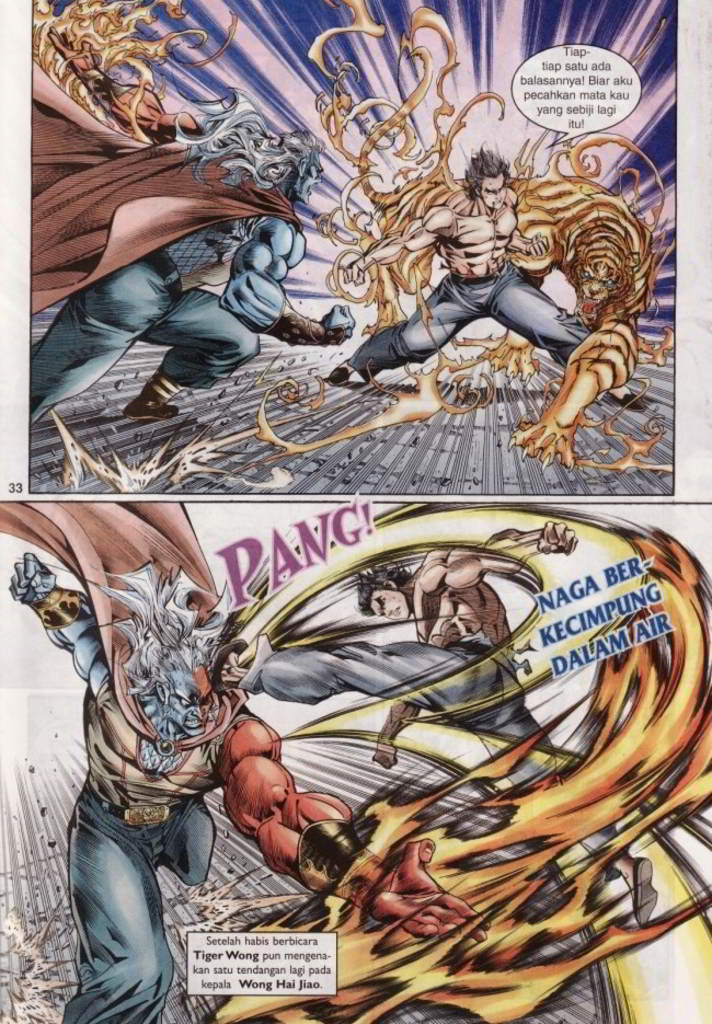 Tiap-
tiap satu ada
balasannya! Biar aku
pecahkan mata kau
yang sebiji lagi
itu!
33
PANG!
NAGA BER-
KECIMPUNG
DALAM AIR
Setelah habis berbicara
Tiger Wong pun mengena-
kan satu tendangan lagi pada
kepala Wong Hai Jiao.